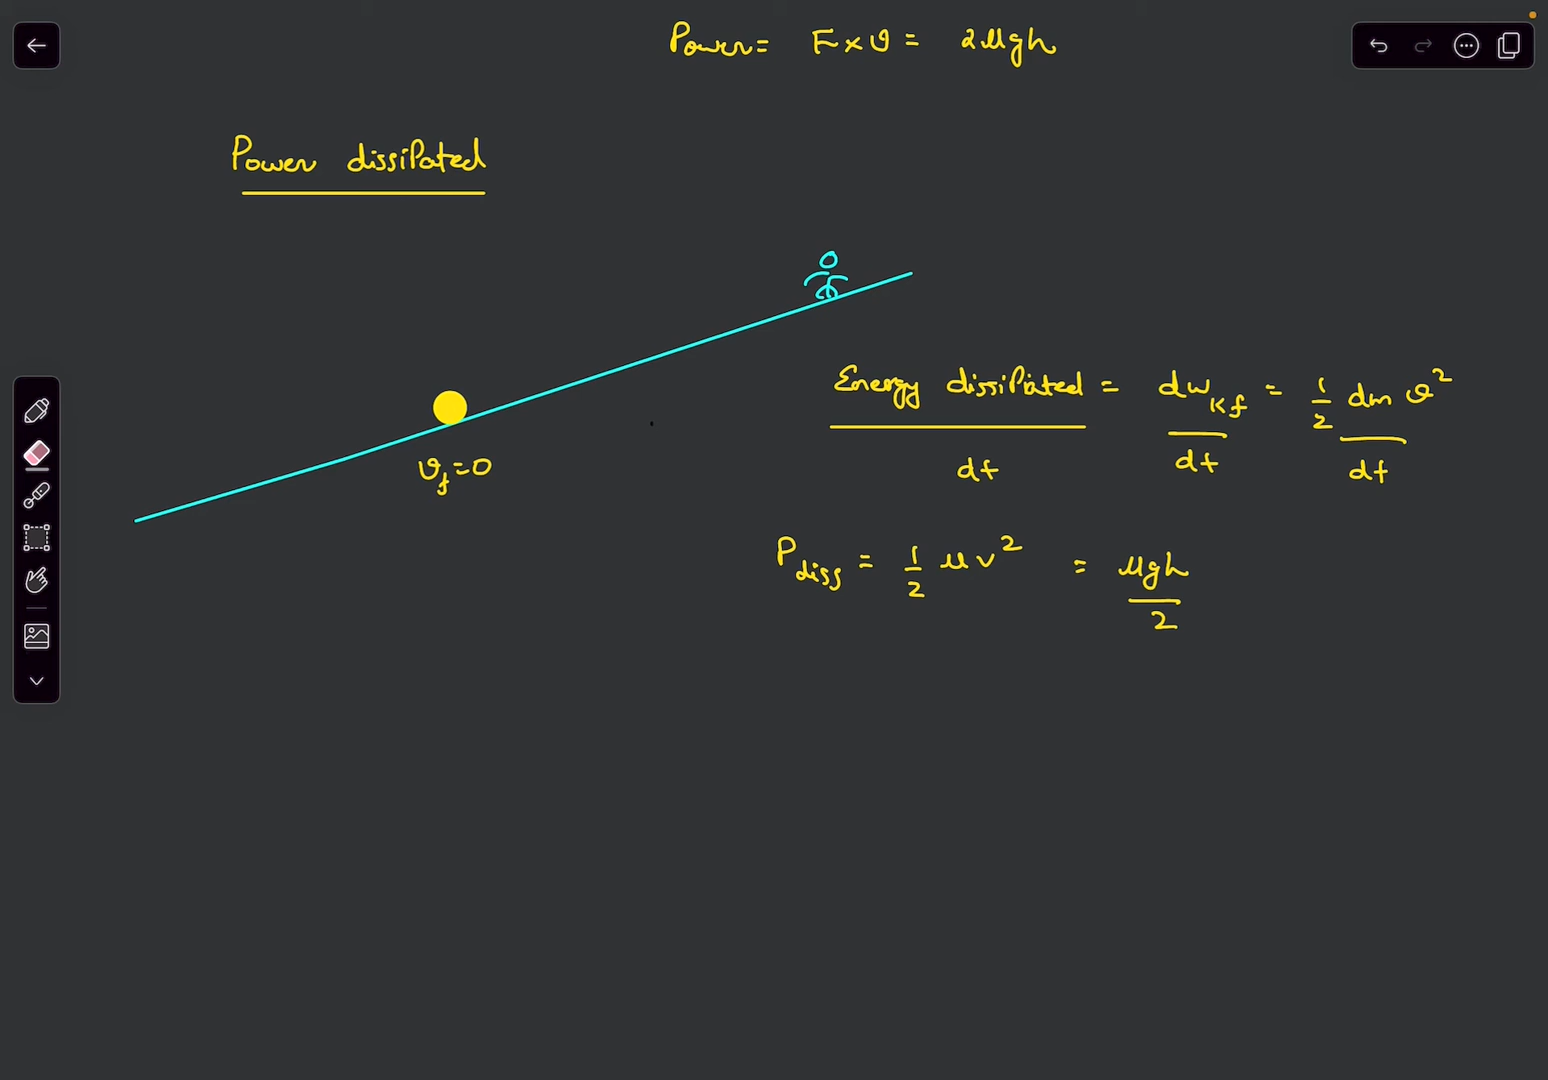 Power = F × v = 2μgh
Power dissipated
Energy dissipiated / dt = dw_kf / dt = 1/2 dm v² / dt
v_f = 0
P_diss = 1/2 μv² = μgh / 2